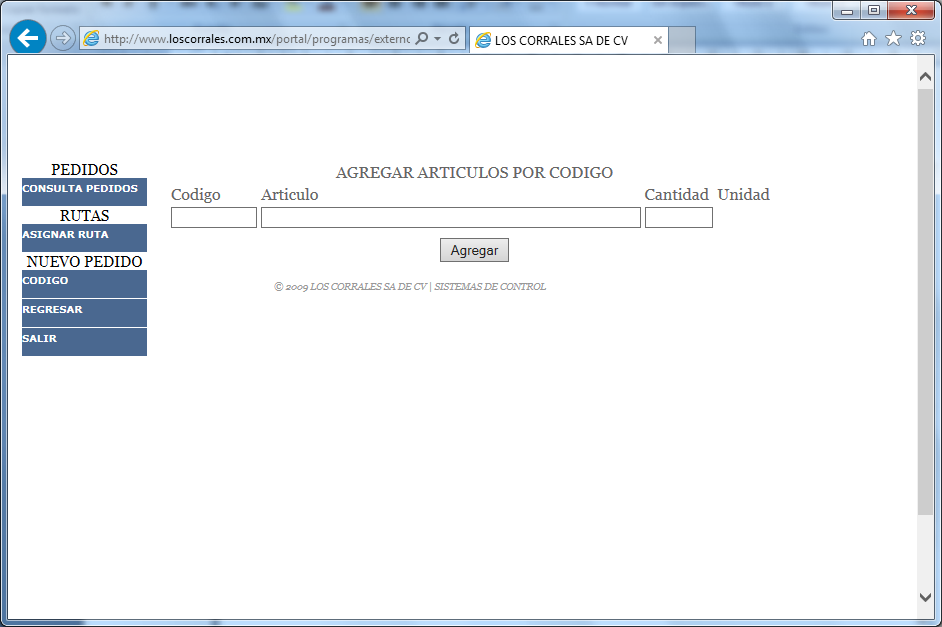 http://www.loscorrales.com.mx/portal/programas/externo
LOS CORRALES SA DE CV
PEDIDOS
CONSULTA PEDIDOS
RUTAS
ASIGNAR RUTA
NUEVO PEDIDO
CODIGO
REGRESAR
SALIR
AGREGAR ARTICULOS POR CODIGO
Codigo Articulo Cantidad Unidad
Agregar
© 2009 LOS CORRALES SA DE CV | SISTEMAS DE CONTROL